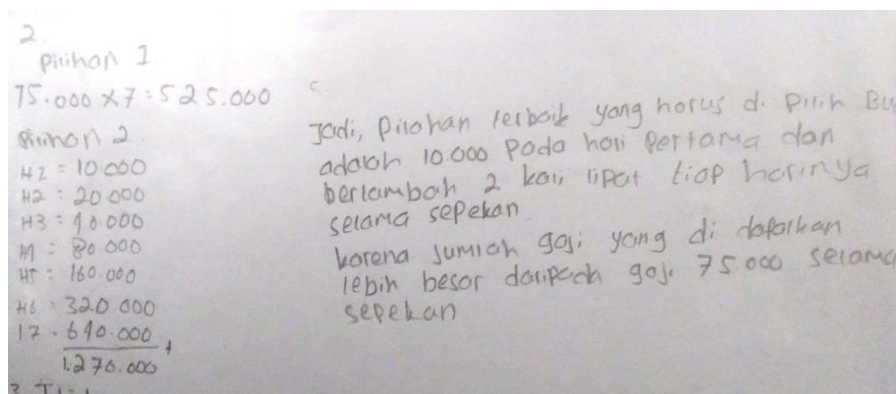 2.
Pilihan 1
75.000 x 7 = 525.000
Pilihan 2
H1 = 10.000
H2 = 20.000
H3 = 40.000
H4 = 80.000
H5 = 160.000
H6 = 320.000
17. 640.000 +
1.270.000
Jadi, Pilohan terbaik yang harus di Pilih Bu
adalah 10.000 Pada hari Pertama dan
bertambah 2 kali lipat tiap harinya
selama sepekan
karena jumlah gaji yang di dapatkan
lebih besar daripada gaji 75.000 selama
sepekan